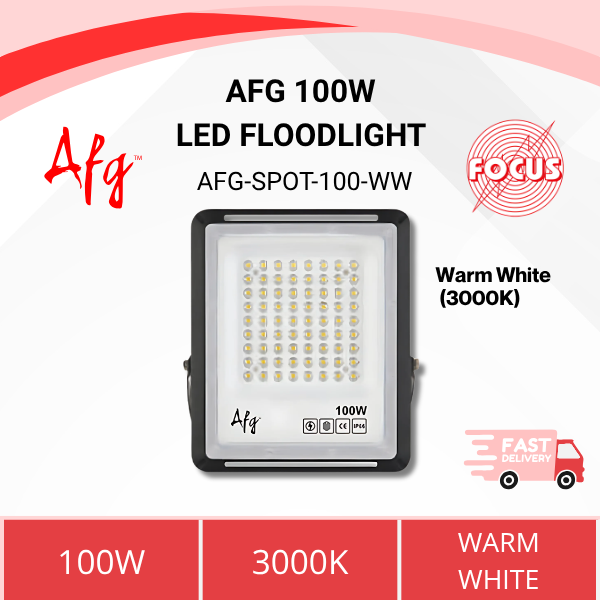 AFG 100W
LED FLOODLIGHT
AFG-SPOT-100-WW
Afg™
FOCUS
Warm White
(3000K)
100W
Afg
CE
IP66
FAST
DELIVERY
100W
3000K
WARM
WHITE